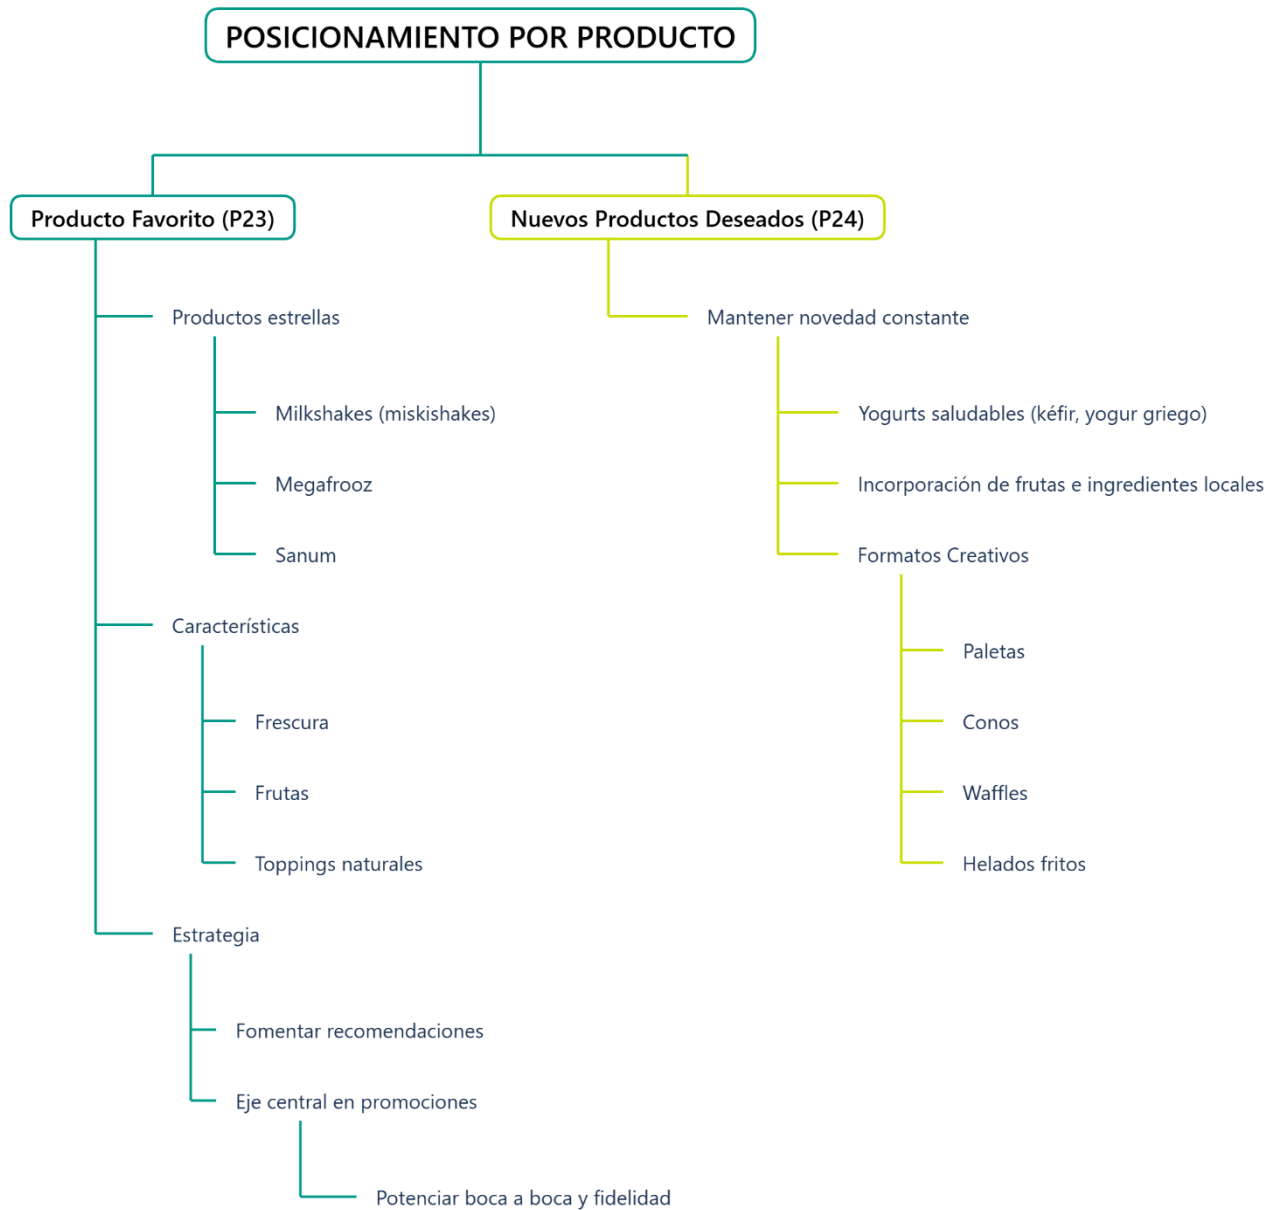 POSICIONAMIENTO POR PRODUCTO
Producto Favorito (P23)
Productos estrellas
Milkshakes (miskishakes)
Megafrooz
Sanum
Características
Frescura
Frutas
Toppings naturales
Estrategia
Fomentar recomendaciones
Eje central en promociones
Potenciar boca a boca y fidelidad
Nuevos Productos Deseados (P24)
Mantener novedad constante
Yogurts saludables (kéfir, yogur griego)
Incorporación de frutas e ingredientes locales
Formatos Creativos
Paletas
Conos
Waffles
Helados fritos